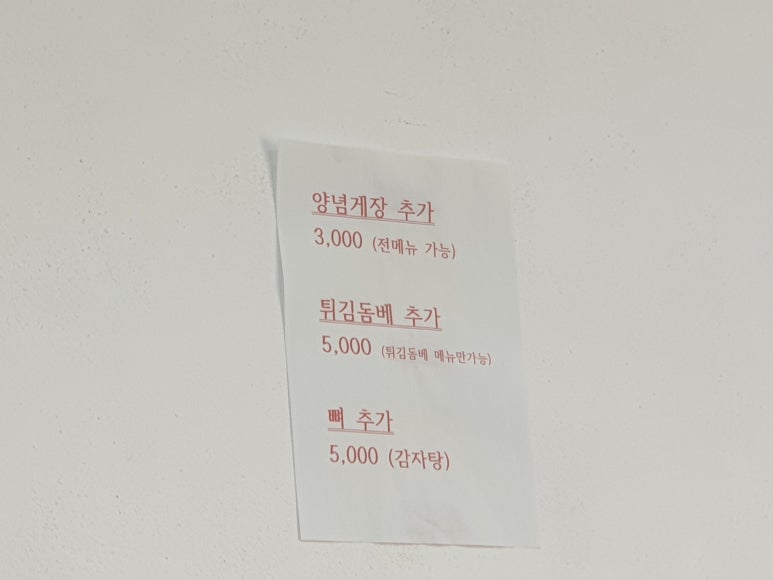 양념게장 추가
3,000 (전메뉴 가능)
튀김돔베 추가
5,000 (튀김돔베 메뉴만가능)
뼈 추가
5,000 (감자탕)